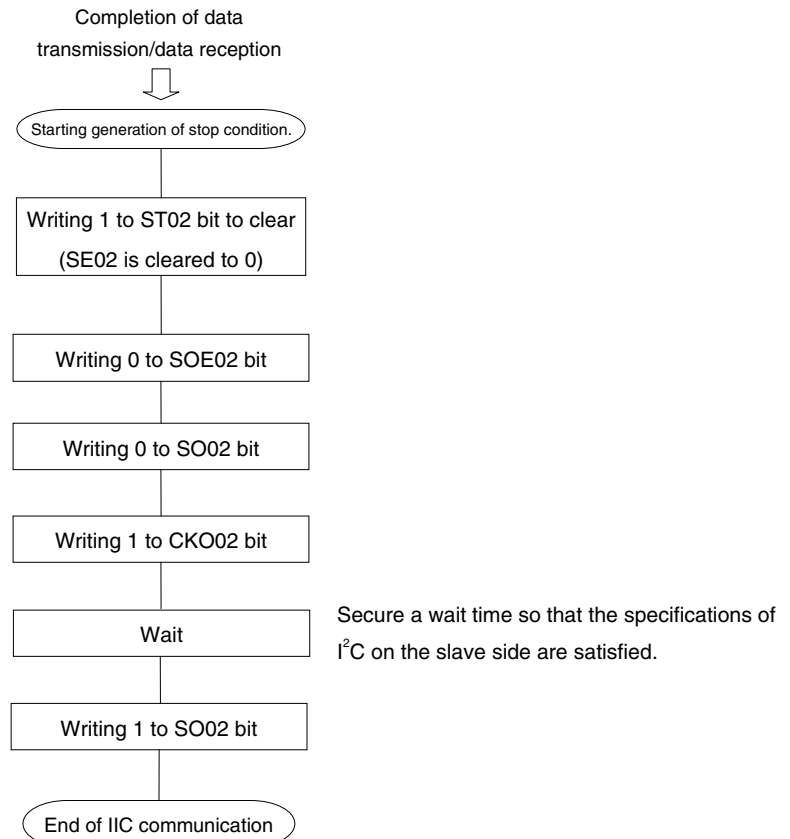 Completion of data
transmission/data reception
Starting generation of stop condition.
Writing 1 to ST02 bit to clear
(SE02 is cleared to 0)
Writing 0 to SOE02 bit
Writing 0 to SO02 bit
Writing 1 to CKO02 bit
Wait
Secure a wait time so that the specifications of
I²C on the slave side are satisfied.
Writing 1 to SO02 bit
End of IIC communication